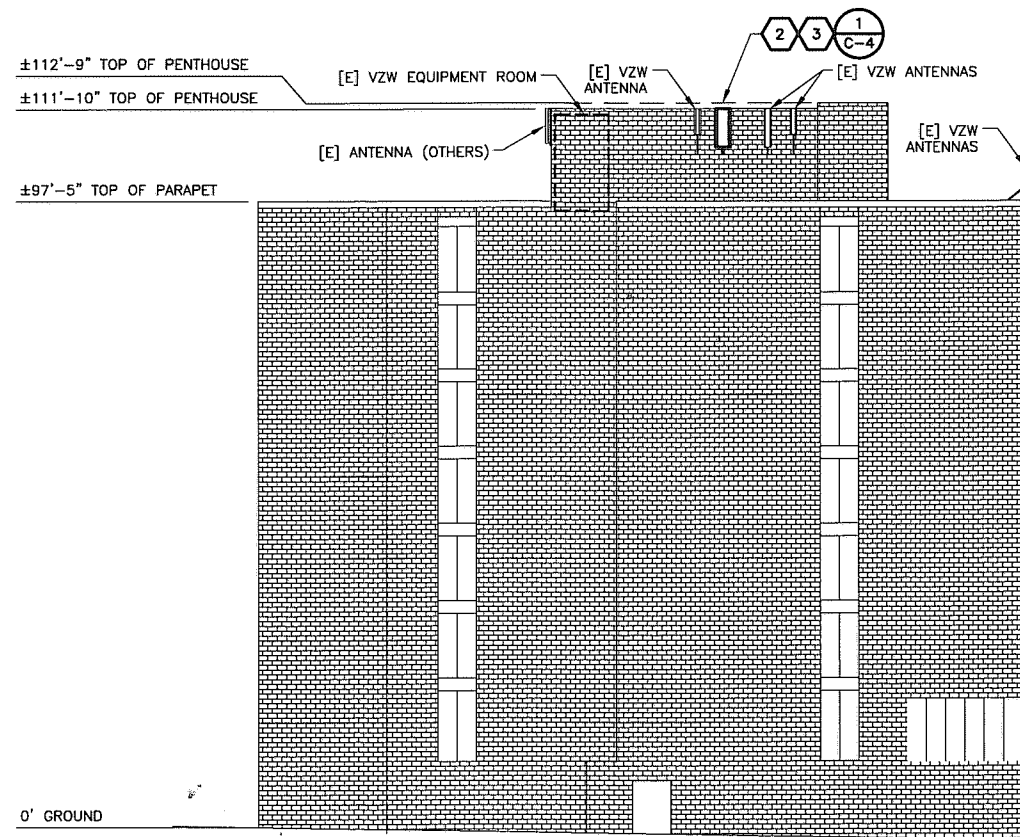 2 3 1
C-4
±112'-9" TOP OF PENTHOUSE
[E] VZW EQUIPMENT ROOM
[E] VZW
ANTENNA
[E] VZW ANTENNAS
±111'-10" TOP OF PENTHOUSE
[E] ANTENNA (OTHERS)
[E] VZW
ANTENNAS
±97'-5" TOP OF PARAPET
0' GROUND